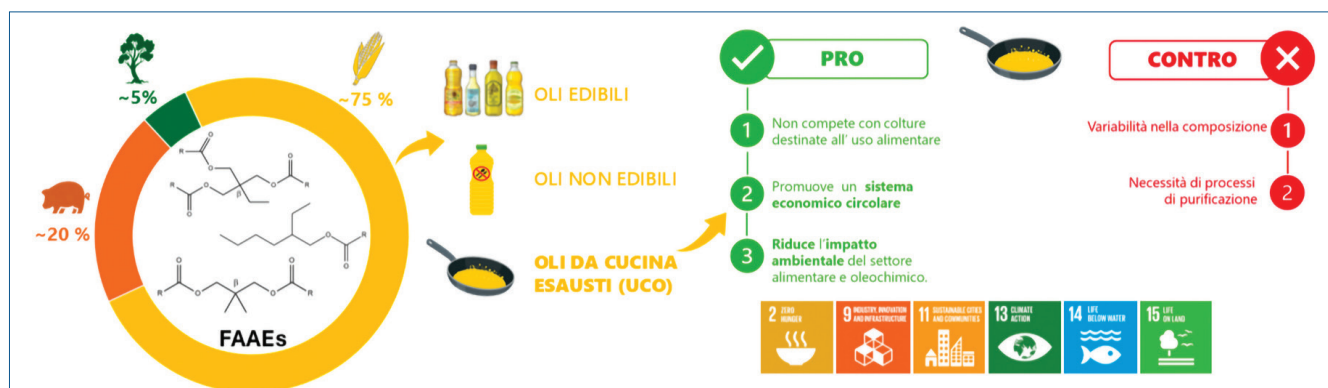 ~5%
~75 %
~20 %
O
R
O
O
O
R
β
R
O
O
O
R
O
O
β
O
R
O
O
R
FAAEs
OLI EDIBILI
OLI NON EDIBILI
OLI DA CUCINA
ESAUSTI (UCO)
PRO
1
Non compete con colture
destinate all' uso alimentare
2
Promuove un sistema
economico circolare
3
Riduce l'impatto
ambientale del settore
alimentare e oleochimico.
CONTRO
Variabilità nella composizione
1
Necessità di processi
di purificazione
2
2 ZERO
HUNGER
9 INDUSTRY, INNOVATION
AND INFRASTRUCTURE
11 SUSTAINABLE CITIES
AND COMMUNITIES
13 CLIMATE
ACTION
14 LIFE
BELOW WATER
15 LIFE
ON LAND